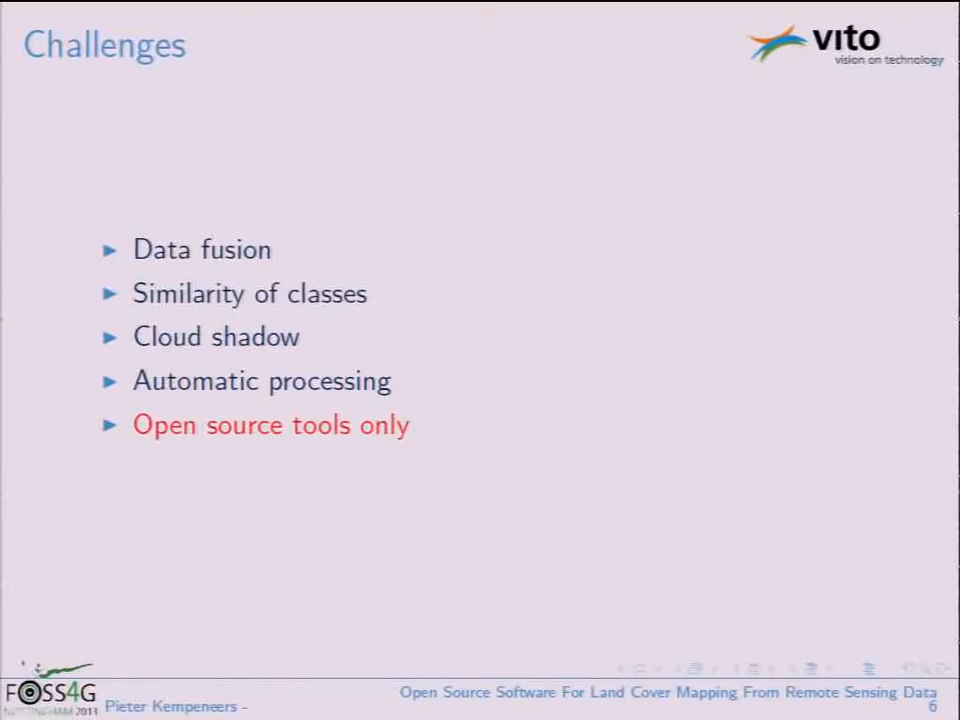 Challenges
vito
vision on technology
Data fusion
Similarity of classes
Cloud shadow
Automatic processing
Open source tools only
FOSS4G
NOTTINGHAM 2013
Pieter Kempeneers -
Open Source Software For Land Cover Mapping From Remote Sensing Data
6